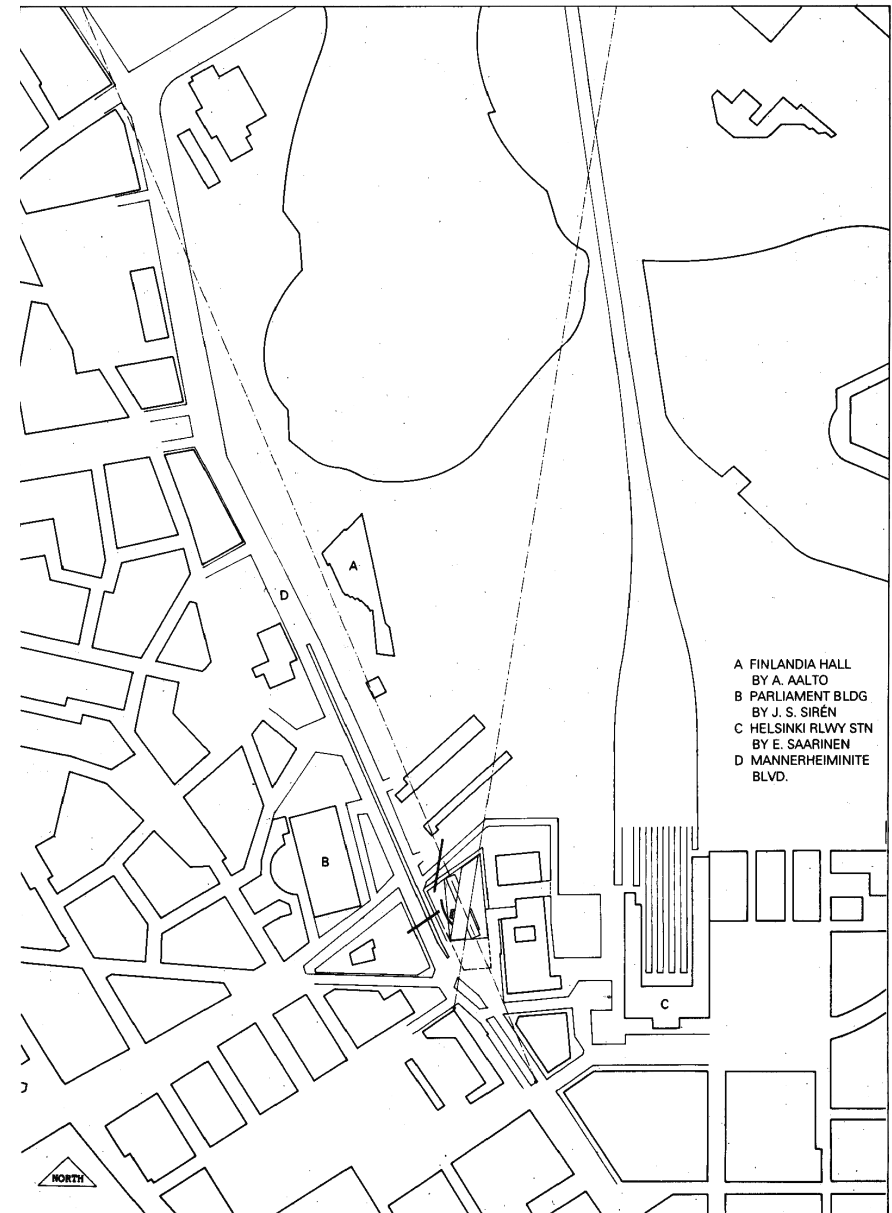 A
D
A FINLANDIA HALL
BY A. AALTO
B PARLIAMENT BLDG
BY J. S. SIRÉN
C HELSINKI RLWY STN
BY E. SAARINEN
D MANNERHEIMINITE
BLVD.
B
C
NORTH